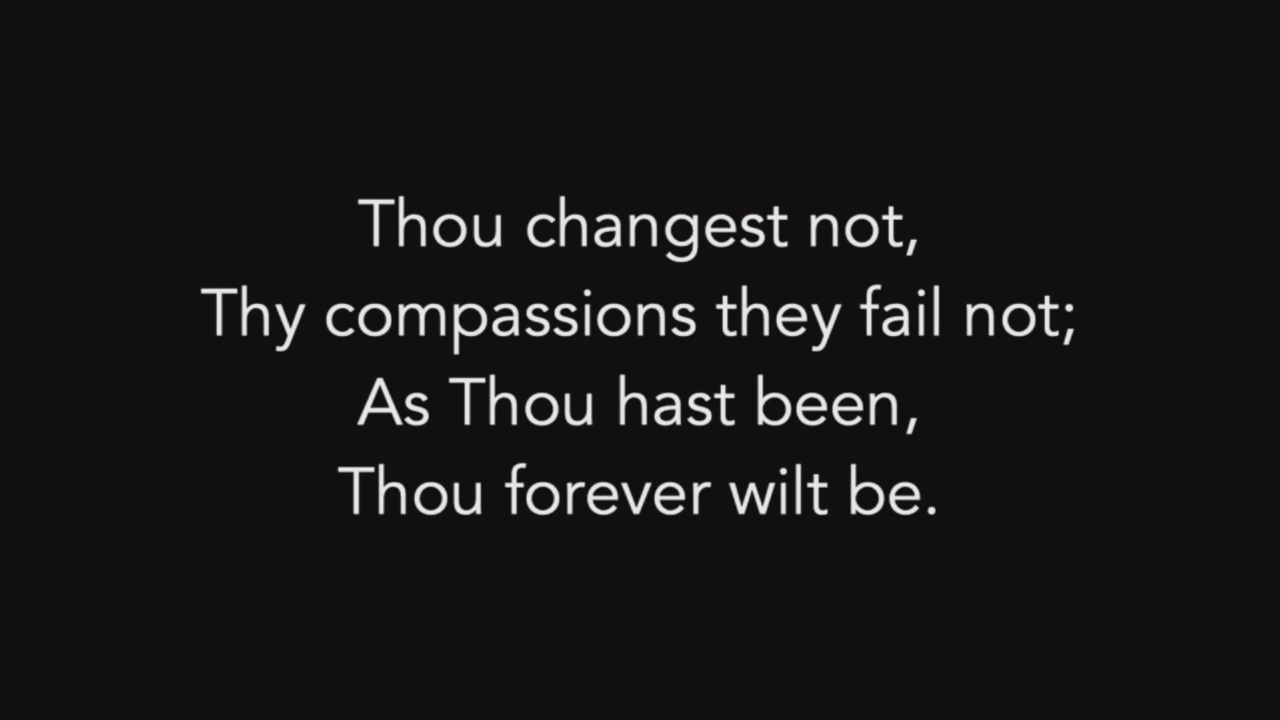 Thou changest not,
Thy compassions they fail not;
As Thou hast been,
Thou forever wilt be.